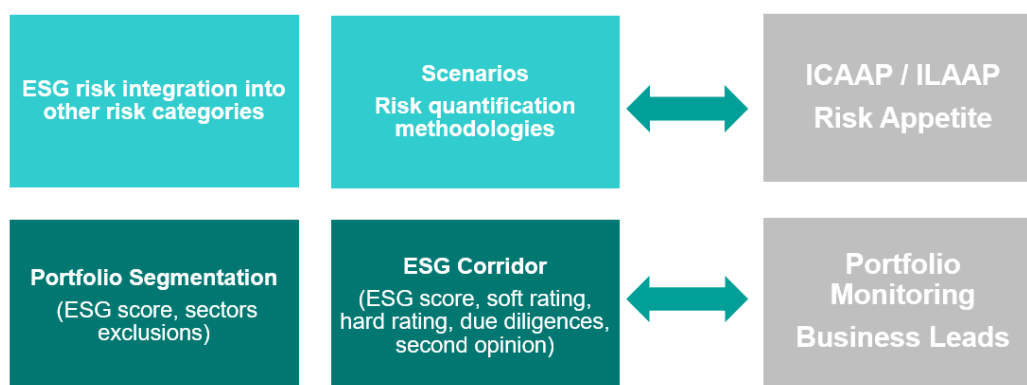 ESG risk integration into
other risk categories
Scenarios
Risk quantification
methodologies
ICAAP / ILAAP
Risk Appetite
Portfolio Segmentation
(ESG score, sectors
exclusions)
ESG Corridor
(ESG score, soft rating,
hard rating, due diligences,
second opinion)
Portfolio
Monitoring
Business Leads